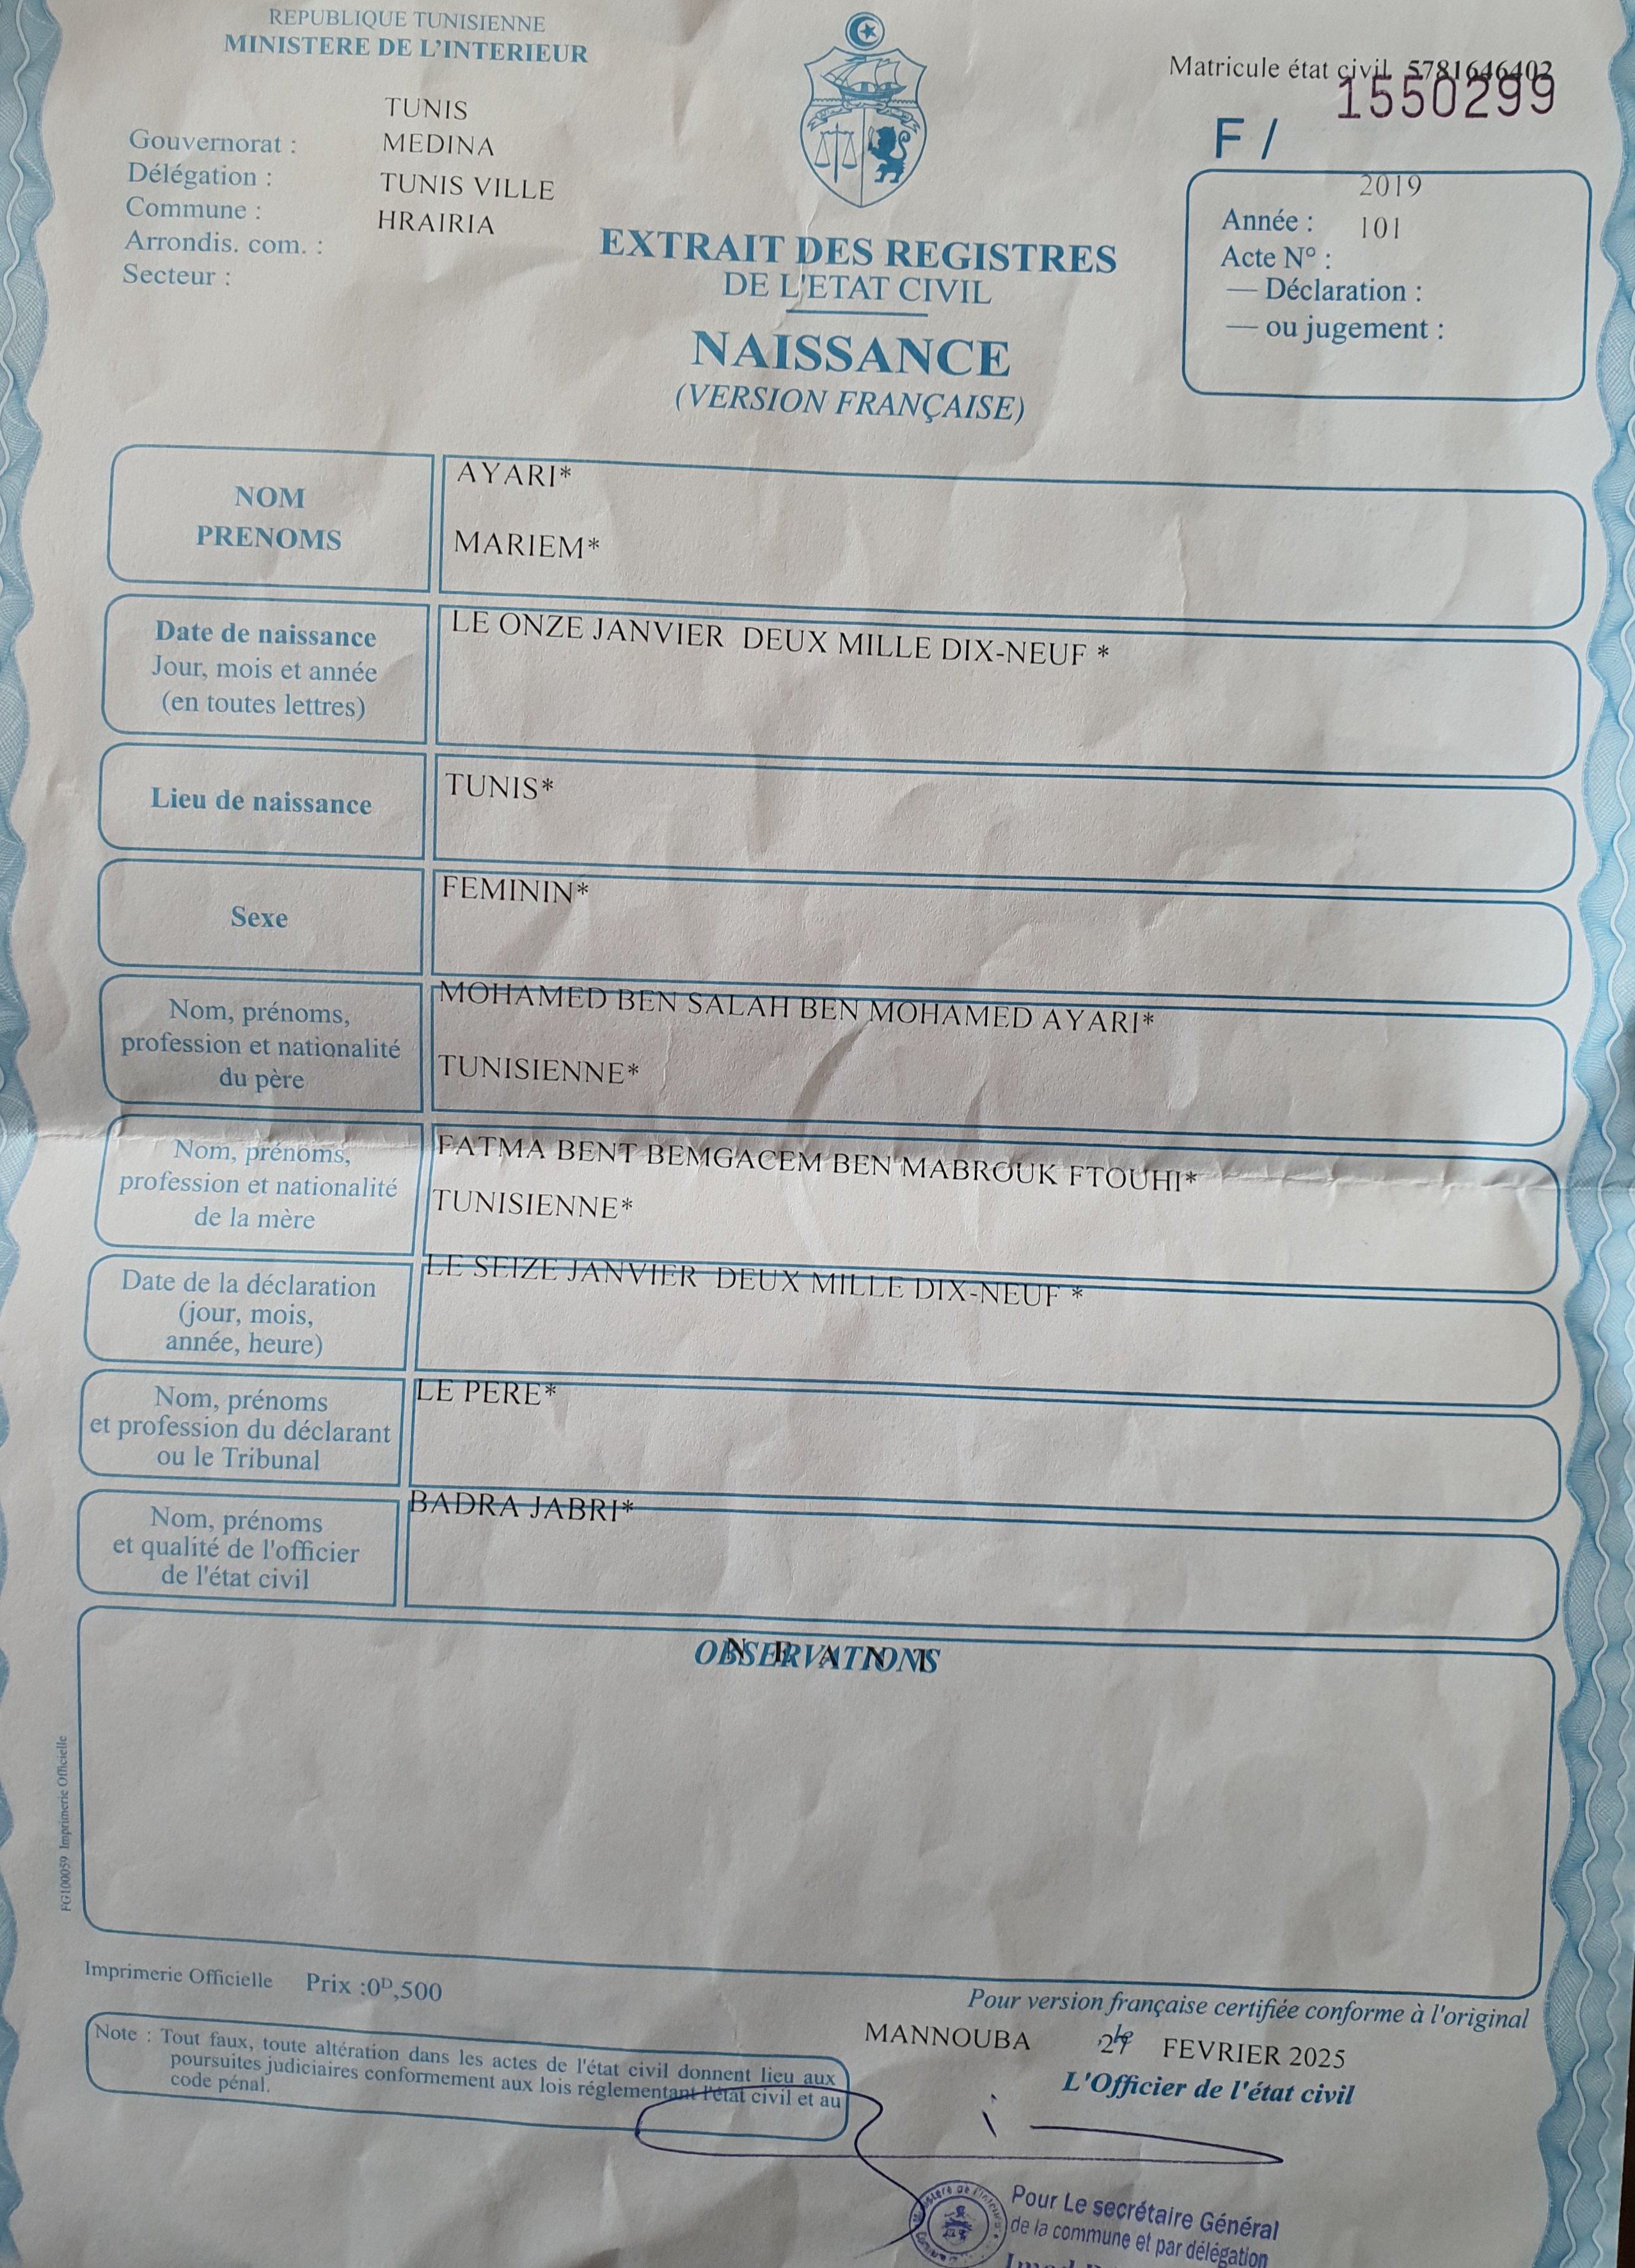 REPUBLIQUE TUNISIENNE
MINISTERE DE L'INTERIEUR
Matricule état civil 5781646402
1550299
F /
TUNIS
Gouvernorat : MEDINA
Délégation : TUNIS VILLE
Commune : HRAIRIA
Arrondis. com. :
Secteur :
2019
Année : 101
Acte N° :
— Déclaration :
— ou jugement :
EXTRAIT DES REGISTRES
DE L'ETAT CIVIL
NAISSANCE
(VERSION FRANÇAISE)
NOM
PRENOMS
AYARI*
MARIEM*
Date de naissance
Jour, mois et année
(en toutes lettres)
LE ONZE JANVIER DEUX MILLE DIX-NEUF *
Lieu de naissance
TUNIS*
Sexe
FEMININ*
Nom, prénoms,
profession et nationalité
du père
MOHAMED BEN SALAH BEN MOHAMED AYARI*
TUNISIENNE*
Nom, prénoms,
profession et nationalité
de la mère
FATMA BENT BEMGACEM BEN MABROUK FTOUHI*
TUNISIENNE*
Date de la déclaration
(jour, mois,
année, heure)
LE SEIZE JANVIER DEUX MILLE DIX-NEUF *
Nom, prénoms
et profession du déclarant
ou le Tribunal
LE PERE*
Nom, prénoms
et qualité de l'officier
de l'état civil
BADRA JABRI*
OBSERVATIONS
N E A N T
FG100059 Imprimerie Officielle
Imprimerie Officielle Prix :0D,500
Pour version française certifiée conforme à l'original
MANNOUBA le FEVRIER 2025
L'Officier de l'état civil
Note : Tout faux, toute altération dans les actes de l'état civil donnent lieu aux
poursuites judiciaires conformement aux lois réglementant l'état civil et au
code pénal.
Pour Le secrétaire Général
de la commune et par délégation